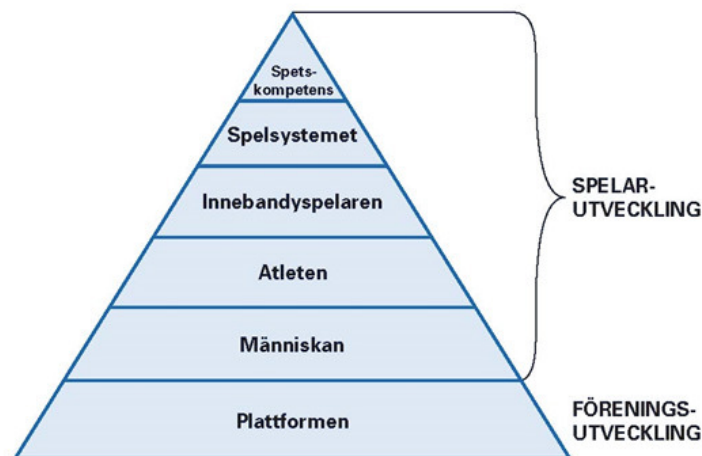 Spets-
kompetens
Spelsystemet
Innebandyspelaren
Atleten
Människan
Plattformen
SPELAR-
UTVECKLING
FÖRENINGS-
UTVECKLING